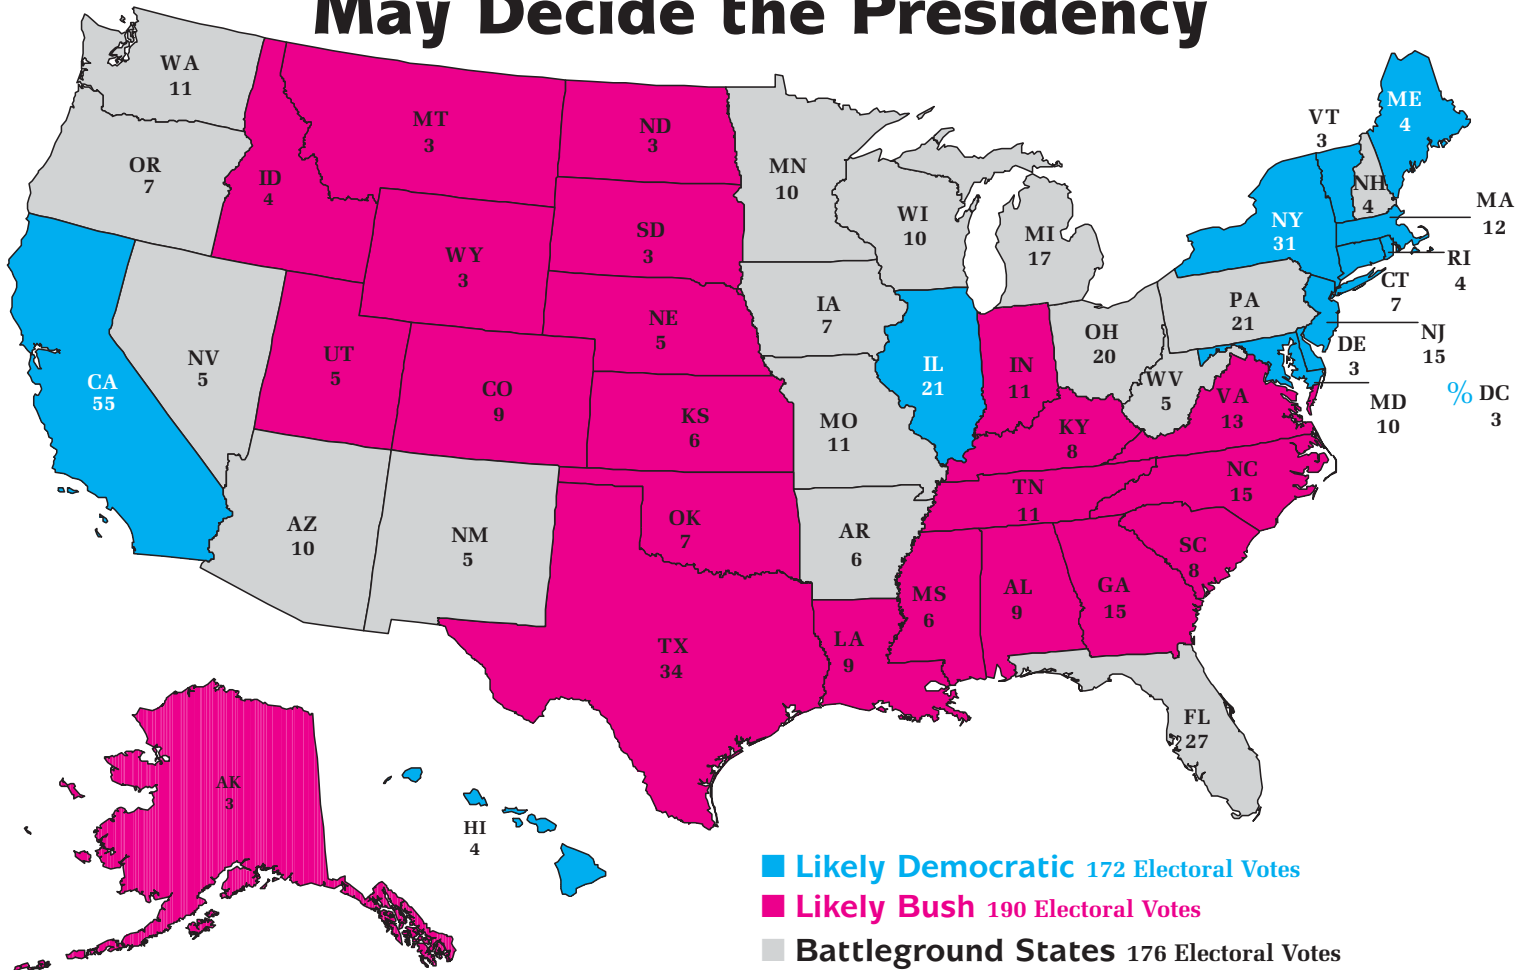 May Decide the Presidency
WA
11
OR
7
ID
4
MT
3
ND
3
MN
10
WI
10
MI
17
VT
3
ME
4
NH
4
MA
12
NY
31
RI
4
CT
7
NJ
15
PA
21
DE
3
MD
10
% DC
3
SD
3
WY
3
NE
5
IA
7
IL
21
IN
11
OH
20
WV
5
VA
13
CA
55
NV
5
UT
5
CO
9
KS
6
MO
11
KY
8
NC
15
TN
11
AZ
10
NM
5
OK
7
AR
6
SC
8
MS
6
AL
9
GA
15
TX
34
LA
9
FL
27
AK
3
HI
4
Likely Democratic 172 Electoral Votes
Likely Bush 190 Electoral Votes
Battleground States 176 Electoral Votes